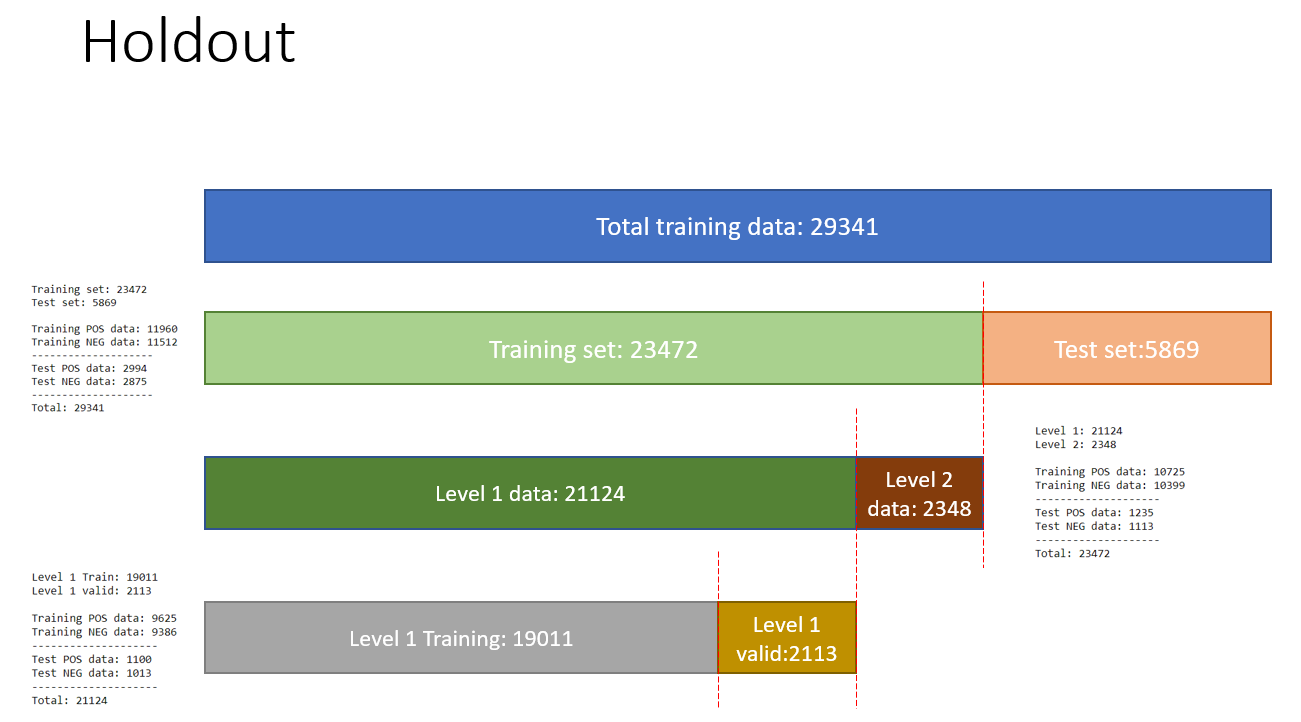 Holdout
Total training data: 29341
Training set: 23472
Test set: 5869
Training POS data: 11960
Training NEG data: 11512
--------------------
Test POS data: 2994
Test NEG data: 2875
--------------------
Total: 29341
Training set: 23472
Test set:5869
Level 1 data: 21124
Level 2
data: 2348
Level 1: 21124
Level 2: 2348
Training POS data: 10725
Training NEG data: 10399
--------------------
Test POS data: 1235
Test NEG data: 1113
--------------------
Total: 23472
Level 1 Train: 19011
Level 1 valid: 2113
Training POS data: 9625
Training NEG data: 9386
--------------------
Test POS data: 1100
Test NEG data: 1013
--------------------
Total: 21124
Level 1 Training: 19011
Level 1
valid:2113